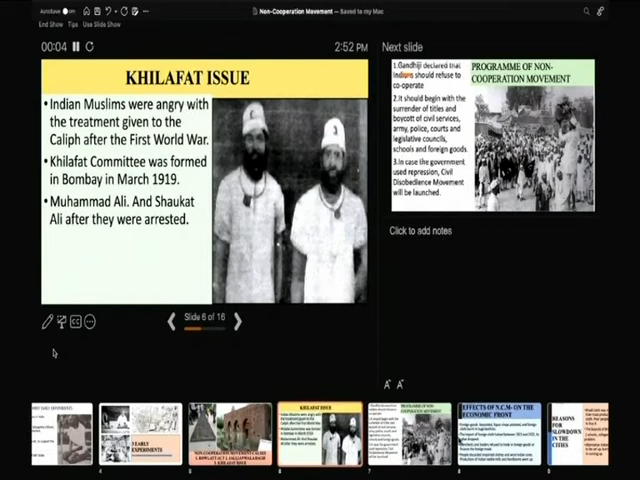 AutoSave
Non-Cooperation Movement — Saved to my Mac
End Show Tips Use Slide Show
00:04
2:52 PM
KHILAFAT ISSUE
• Indian Muslims were angry with
the treatment given to the
Caliph after the First World War.
• Khilafat Committee was formed
in Bombay in March 1919.
• Muhammad Ali. And Shaukat
Ali after they were arrested.
Slide 6 of 16
Next slide
1.Gandhiji declared that
Indians should refuse to
co-operate
2.It should begin with the
surrender of titles and
boycott of civil services,
army, police, courts and
legislative councils,
schools and foreign goods.
3.In case the government
used repression, Civil
Disobedience Movement
will be launched.
PROGRAMME OF NON-
COOPERATION MOVEMENT
Click to add notes
KHILAFAT ISSUE
EFFECTS OF N.C.M- ON THE
ECONOMIC FRONT
REASONS
FOR
SLOWDOWN
IN THE
CITIES